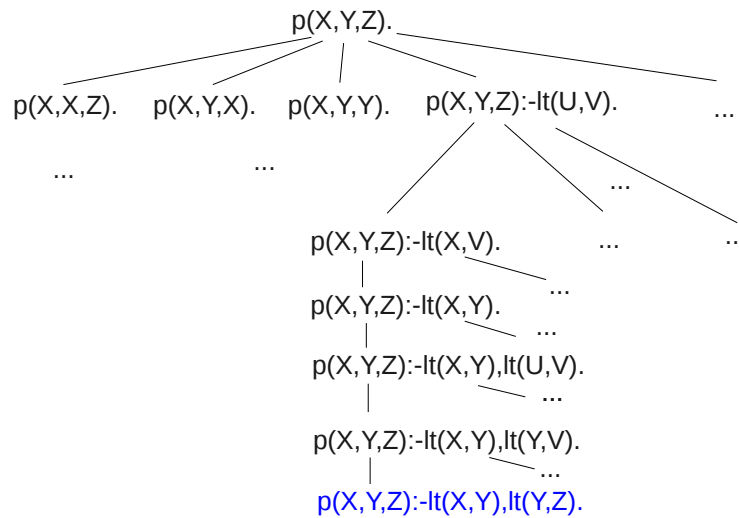 p(X,Y,Z).
p(X,X,Z). p(X,Y,X). p(X,Y,Y). p(X,Y,Z):-lt(U,V). ...
... ... ...
p(X,Y,Z):-lt(X,V). ... ..
...
p(X,Y,Z):-lt(X,Y).
...
p(X,Y,Z):-lt(X,Y),lt(U,V).
...
p(X,Y,Z):-lt(X,Y),lt(Y,V).
...
p(X,Y,Z):-lt(X,Y),lt(Y,Z).